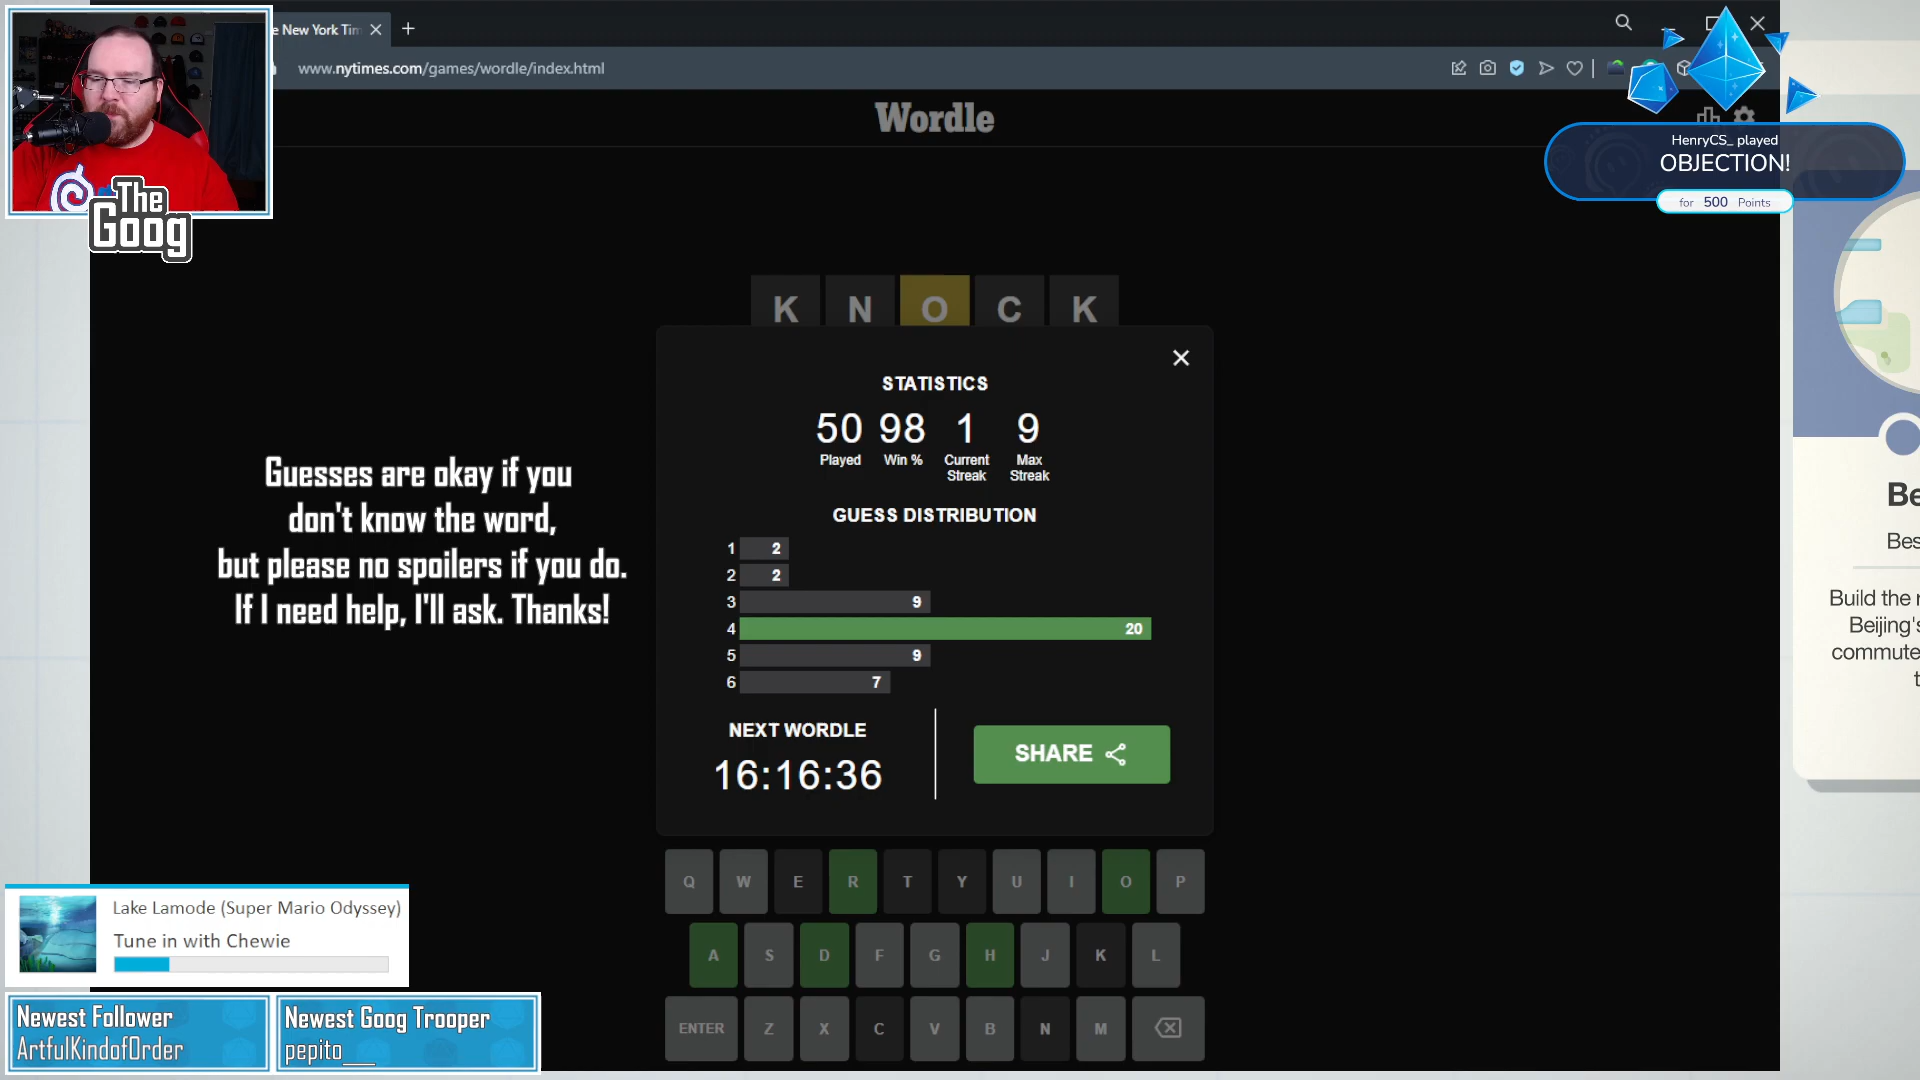 e New York Tim
www.nytimes.com/games/wordle/index.html
Wordle
HenryCS_ played
OBJECTION!
for 500 Points
The
Goog
K N O C K
STATISTICS
50 98 1 9
Played Win % Current Streak Max Streak
GUESS DISTRIBUTION
1 2
2 2
3 9
4 20
5 9
6 7
NEXT WORDLE
16:16:36
SHARE
Guesses are okay if you
don't know the word,
but please no spoilers if you do.
If I need help, I'll ask. Thanks!
Be
Bes
Build the r
Beijing's
commute
t
Q W E R T Y U I O P
A S D F G H J K L
ENTER Z X C V B N M
Lake Lamode (Super Mario Odyssey)
Tune in with Chewie
Newest Follower
ArtfulKindofOrder
Newest Goog Trooper
pepito___